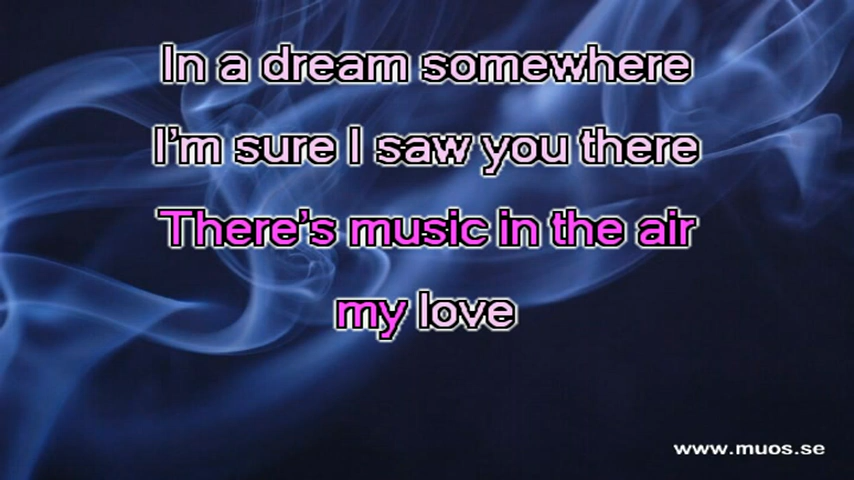 In a dream somewhere
I'm sure I saw you there
There's music in the air
my love
www.muos.se